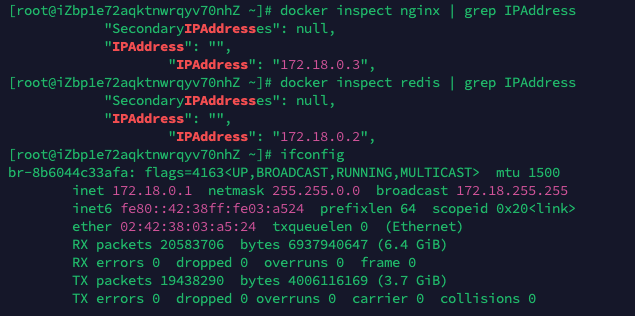 [root@iZbp1e72aqktnwrqyv70nhZ ~]# docker inspect nginx | grep IPAddress
"SecondaryIPAddresses": null,
"IPAddress": "",
"IPAddress": "172.18.0.3",
[root@iZbp1e72aqktnwrqyv70nhZ ~]# docker inspect redis | grep IPAddress
"SecondaryIPAddresses": null,
"IPAddress": "",
"IPAddress": "172.18.0.2",
[root@iZbp1e72aqktnwrqyv70nhZ ~]# ifconfig
br-8b6044c33afa: flags=4163<UP,BROADCAST,RUNNING,MULTICAST>  mtu 1500
inet 172.18.0.1  netmask 255.255.0.0  broadcast 172.18.255.255
inet6 fe80::42:38ff:fe03:a524  prefixlen 64  scopeid 0x20<link>
ether 02:42:38:03:a5:24  txqueuelen 0  (Ethernet)
RX packets 20583706  bytes 6937940647 (6.4 GiB)
RX errors 0  dropped 0  overruns 0  frame 0
TX packets 19438290  bytes 4006116169 (3.7 GiB)
TX errors 0  dropped 0 overruns 0  carrier 0  collisions 0